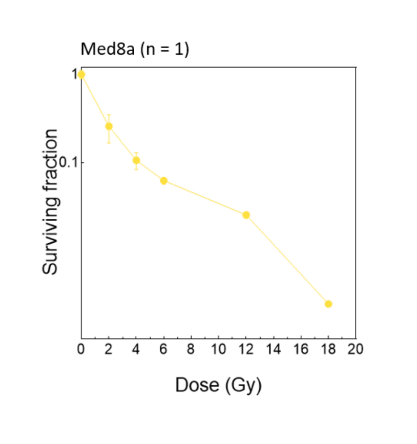 Med8a (n = 1)
1
0.1
Surviving fraction
0 2 4 6 8 10 12 14 16 18 20
Dose (Gy)